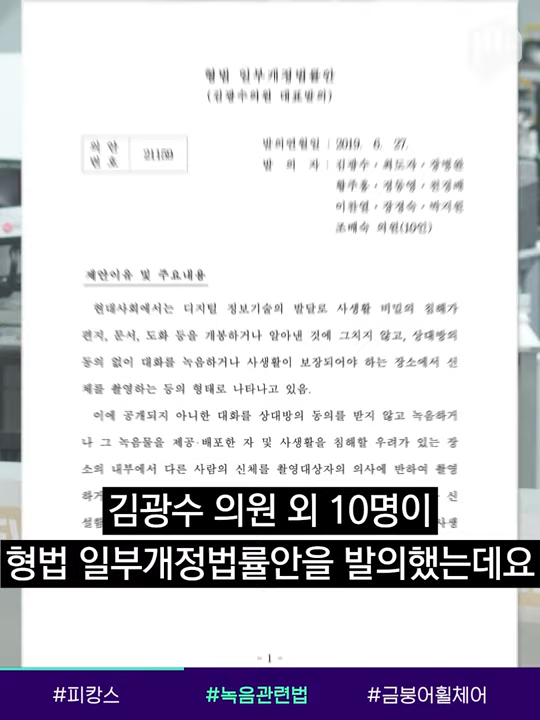 형법 일부개정법률안
(김광수의원 대표발의)
의 안
번 호
21159
발의연월일 : 2019. 6. 27.
발 의 자 : 김광수ㆍ최도자ㆍ장병완
황주홍ㆍ정동영ㆍ천정배
이찬열ㆍ장정숙ㆍ박지원
조배숙 의원(10인)
제안이유 및 주요내용
현대사회에서는 디지털 정보기술의 발달로 사생활 비밀의 침해가
편지, 문서, 도화 등을 개봉하거나 알아낸 것에 그치지 않고, 상대방의
동의 없이 대화를 녹음하거나 사생활이 보장되어야 하는 장소에서 신
체를 촬영하는 등의 형태로 나타나고 있음.
이에 공개되지 아니한 대화를 상대방의 동의를 받지 않고 녹음하거
나 그 녹음물을 제공·배포한 자 및 사생활을 침해할 우려가 있는 장
소의 내부에서 다른 사람의 신체를 촬영대상자의 의사에 반하여 촬영
하거
신
김광수 의원 외 10명이
형법 일부개정법률안을 발의했는데요
- 1 -
#피캉스
#녹음관련법
#금붕어휠체어